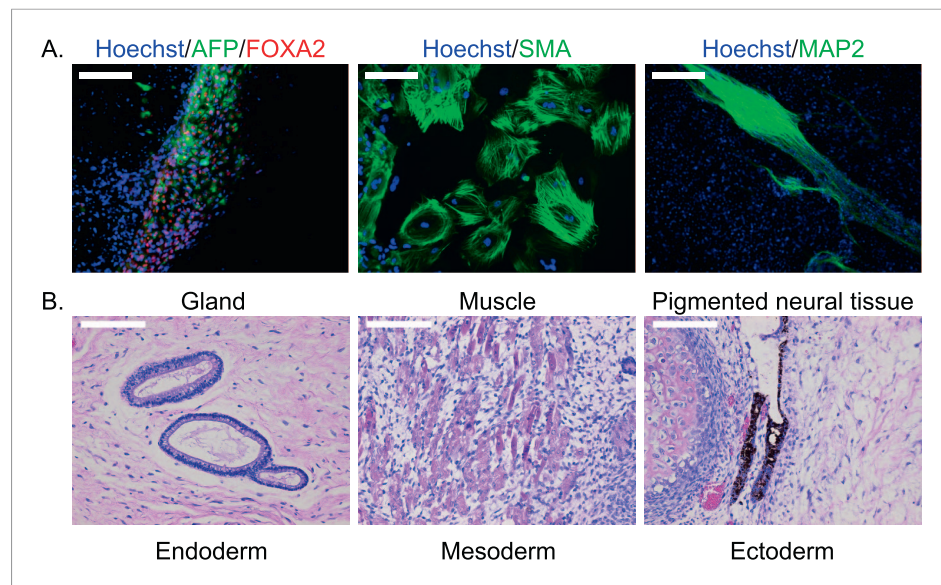 A. Hoechst/AFP/FOXA2 Hoechst/SMA Hoechst/MAP2
B. Gland Muscle Pigmented neural tissue
Endoderm Mesoderm Ectoderm